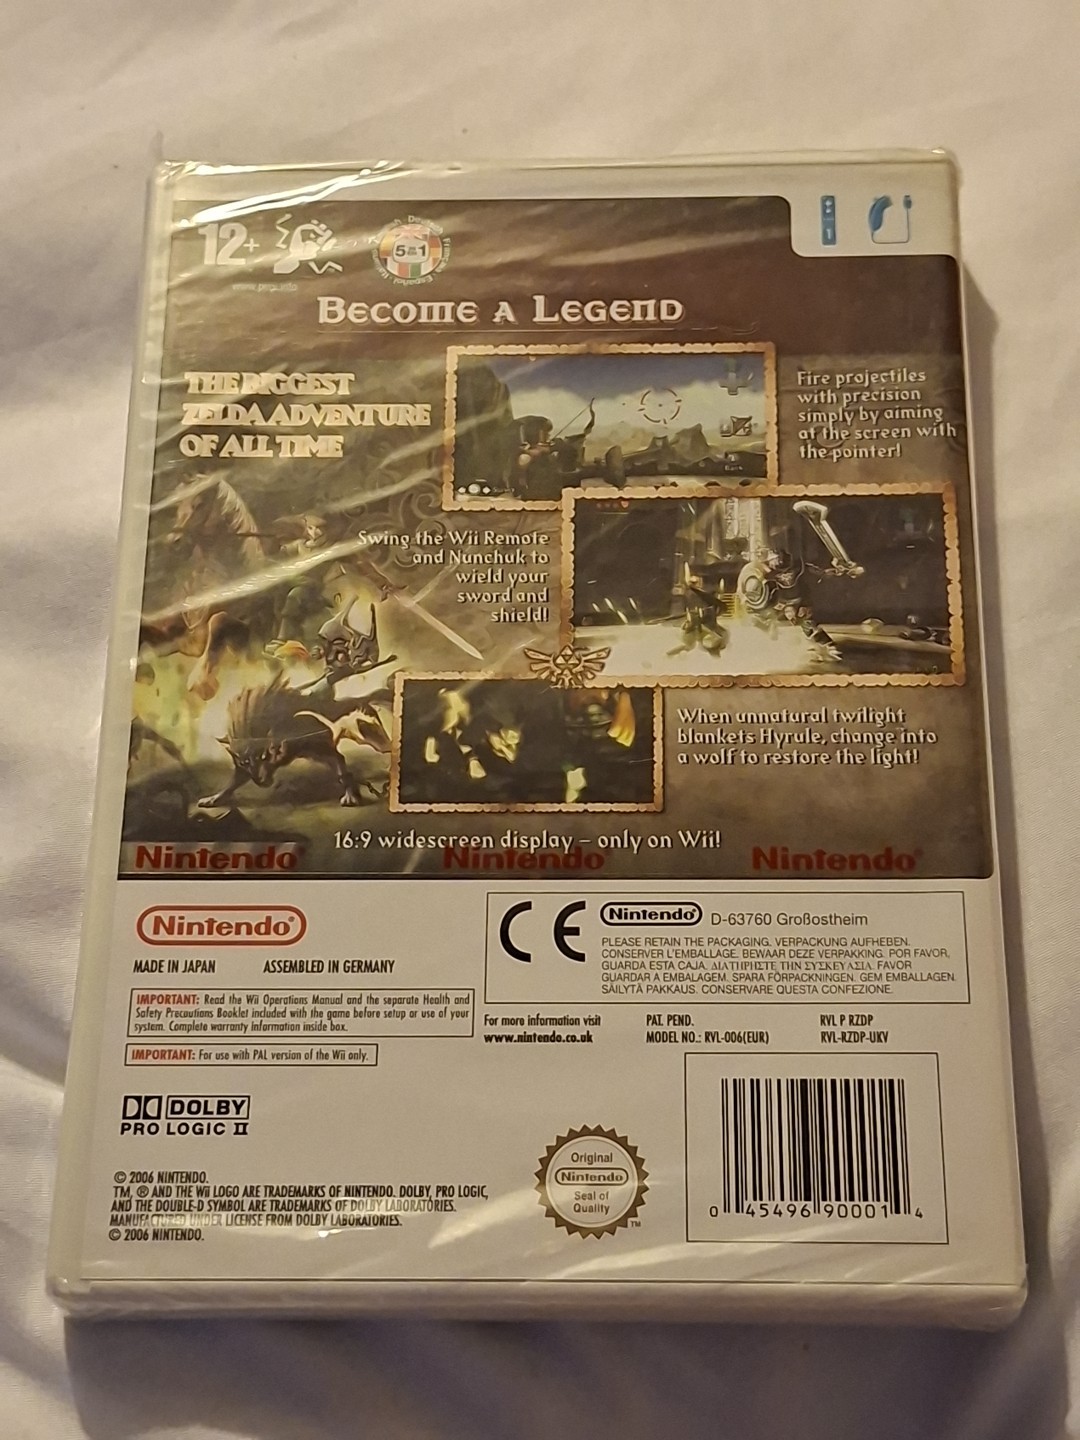 12+
www.pegi.info
5 in 1
Become a Legend
THE BIGGEST
ZELDA ADVENTURE
OF ALL TIME
Fire projectiles
with precision
simply by aiming
at the screen with
the pointer!
Swing the Wii Remote
and Nunchuk to
wield your
sword and
shield!
When unnatural twilight
blankets Hyrule, change into
a wolf to restore the light!
16:9 widescreen display – only on Wii!
Nintendo Nintendo Nintendo
Nintendo
MADE IN JAPAN ASSEMBLED IN GERMANY
CE Nintendo D-63760 Großostheim
PLEASE RETAIN THE PACKAGING. VERPACKUNG AUFHEBEN.
CONSERVER L'EMBALLAGE. BEWAAR DEZE VERPAKKING. POR FAVOR,
GUARDA ESTA CAJA. ΔΙΑΤΗΡΗΣΤΕ ΤΗΝ ΣΥΣΚΕΥΑΣΙΑ. FAVOR
GUARDAR A EMBALAGEM. SPARA FÖRPACKNINGEN. GEM EMBALLAGEN.
SÄILYTÄ PAKKAUS. CONSERVARE QUESTA CONFEZIONE.
IMPORTANT: Read the Wii Operations Manual and the separate Health and
Safety Precautions Booklet included with the game before setup or use of your
system. Complete warranty information inside box.
IMPORTANT: For use with PAL version of the Wii only.
For more information visit
www.nintendo.co.uk
PAT. PEND.
MODEL NO.: RVL-006(EUR)
RVL P RZDP
RVL-RZDP-UKV
DOLBY
PRO LOGIC II
© 2006 NINTENDO.
TM, ® AND THE Wii LOGO ARE TRADEMARKS OF NINTENDO. DOLBY, PRO LOGIC,
AND THE DOUBLE-D SYMBOL ARE TRADEMARKS OF DOLBY LABORATORIES.
MANUFACTURED UNDER LICENSE FROM DOLBY LABORATORIES.
© 2006 NINTENDO.
Original
Nintendo
Seal of
Quality
TM
0 45496 90001 4